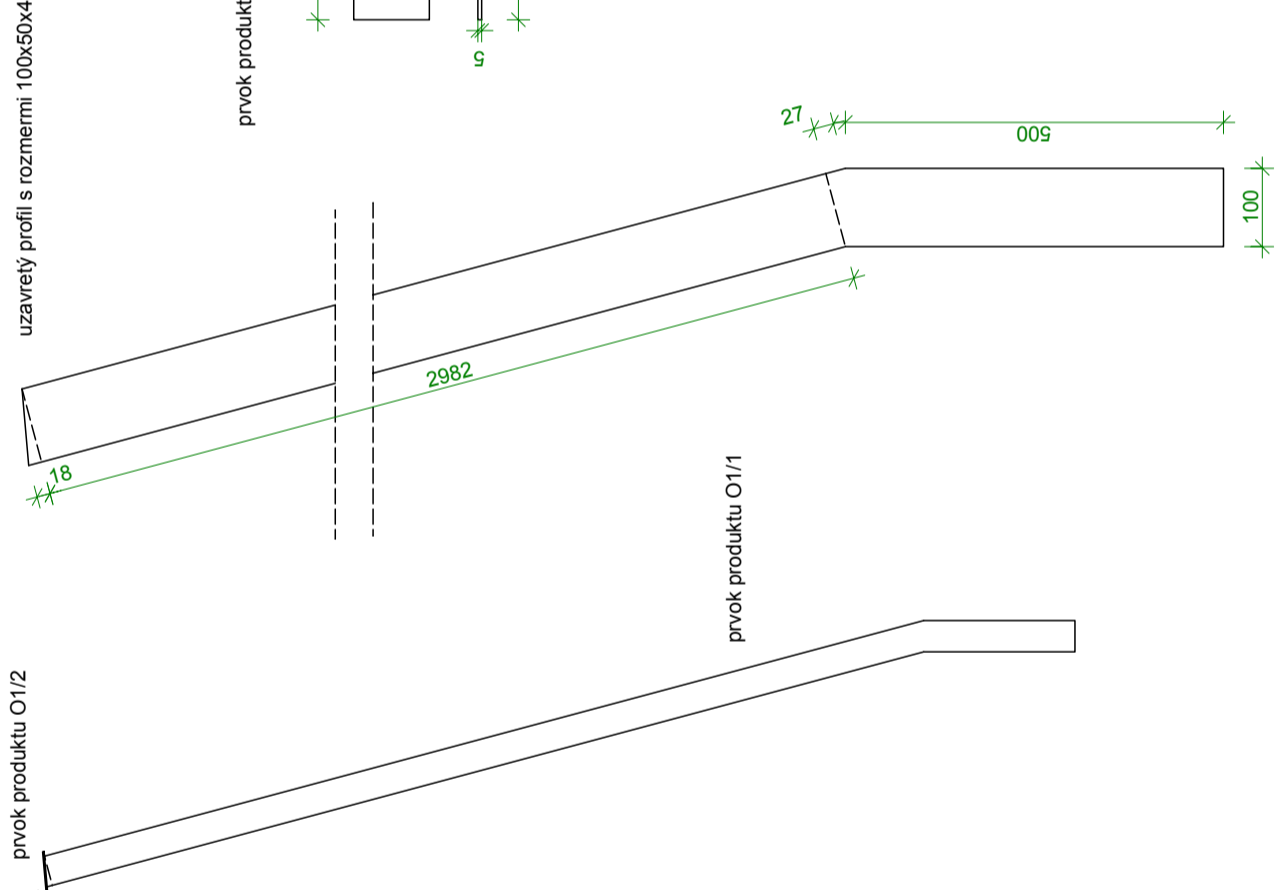 uzavretý profil s rozmermi 100x50x4
prvok produkt
5
27
500
100
2982
18
prvok produktu O1/1
prvok produktu O1/2